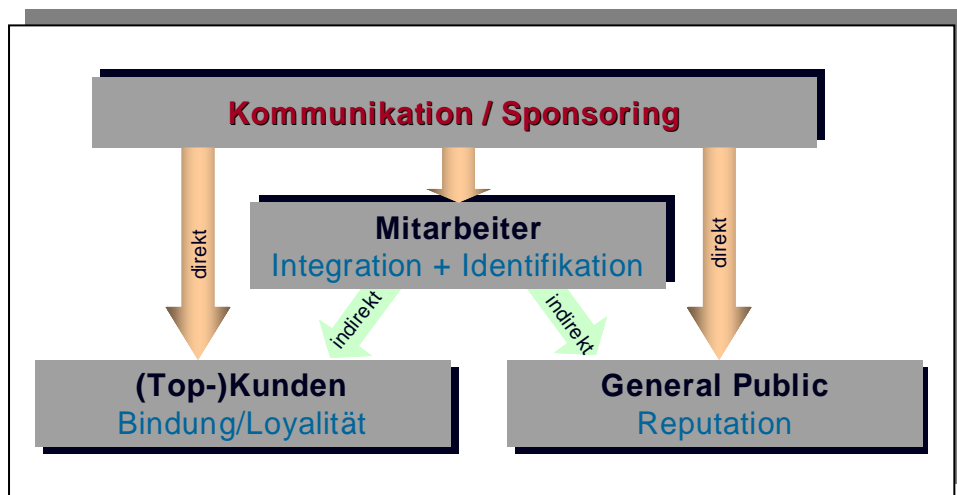 Kommunikation / Sponsoring
direkt
Mitarbeiter
Integration + Identifikation
direkt
indirekt
indirekt
(Top-)Kunden
Bindung/Loyalität
General Public
Reputation